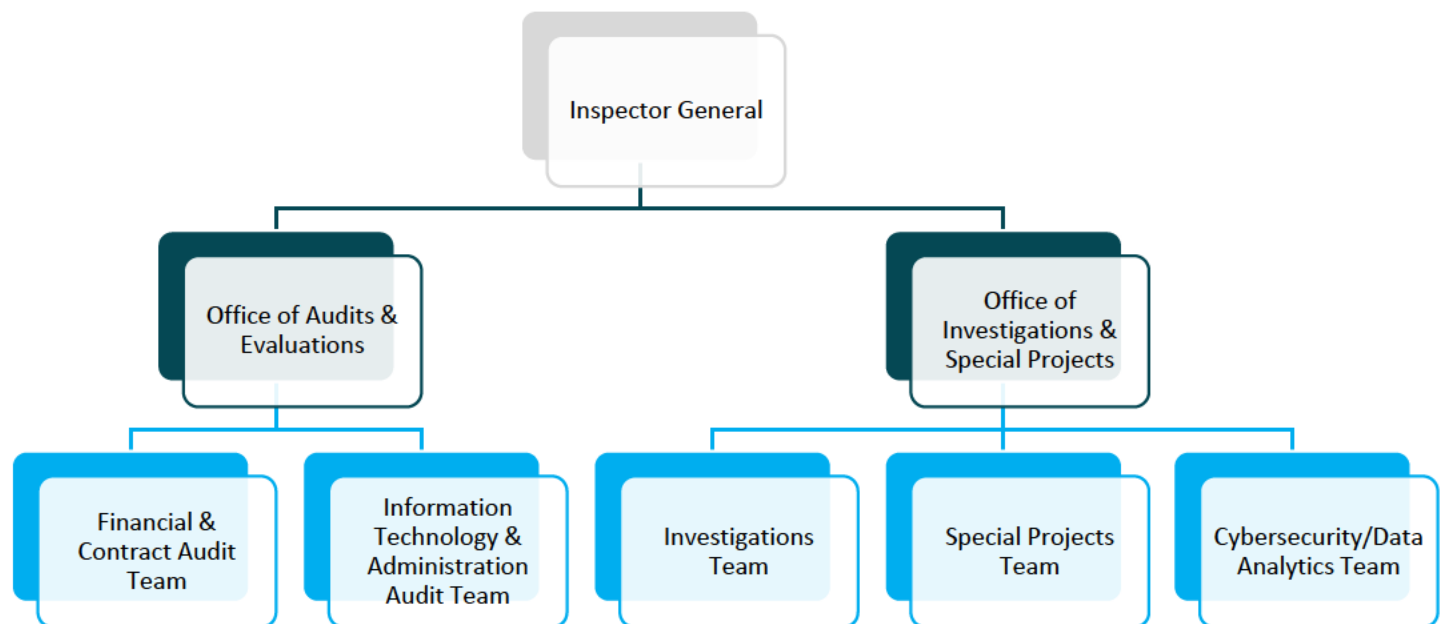 Inspector General
Office of Audits &
Evaluations
Office of
Investigations &
Special Projects
Financial &
Contract Audit
Team
Information
Technology &
Administration
Audit Team
Investigations
Team
Special Projects
Team
Cybersecurity/Data
Analytics Team